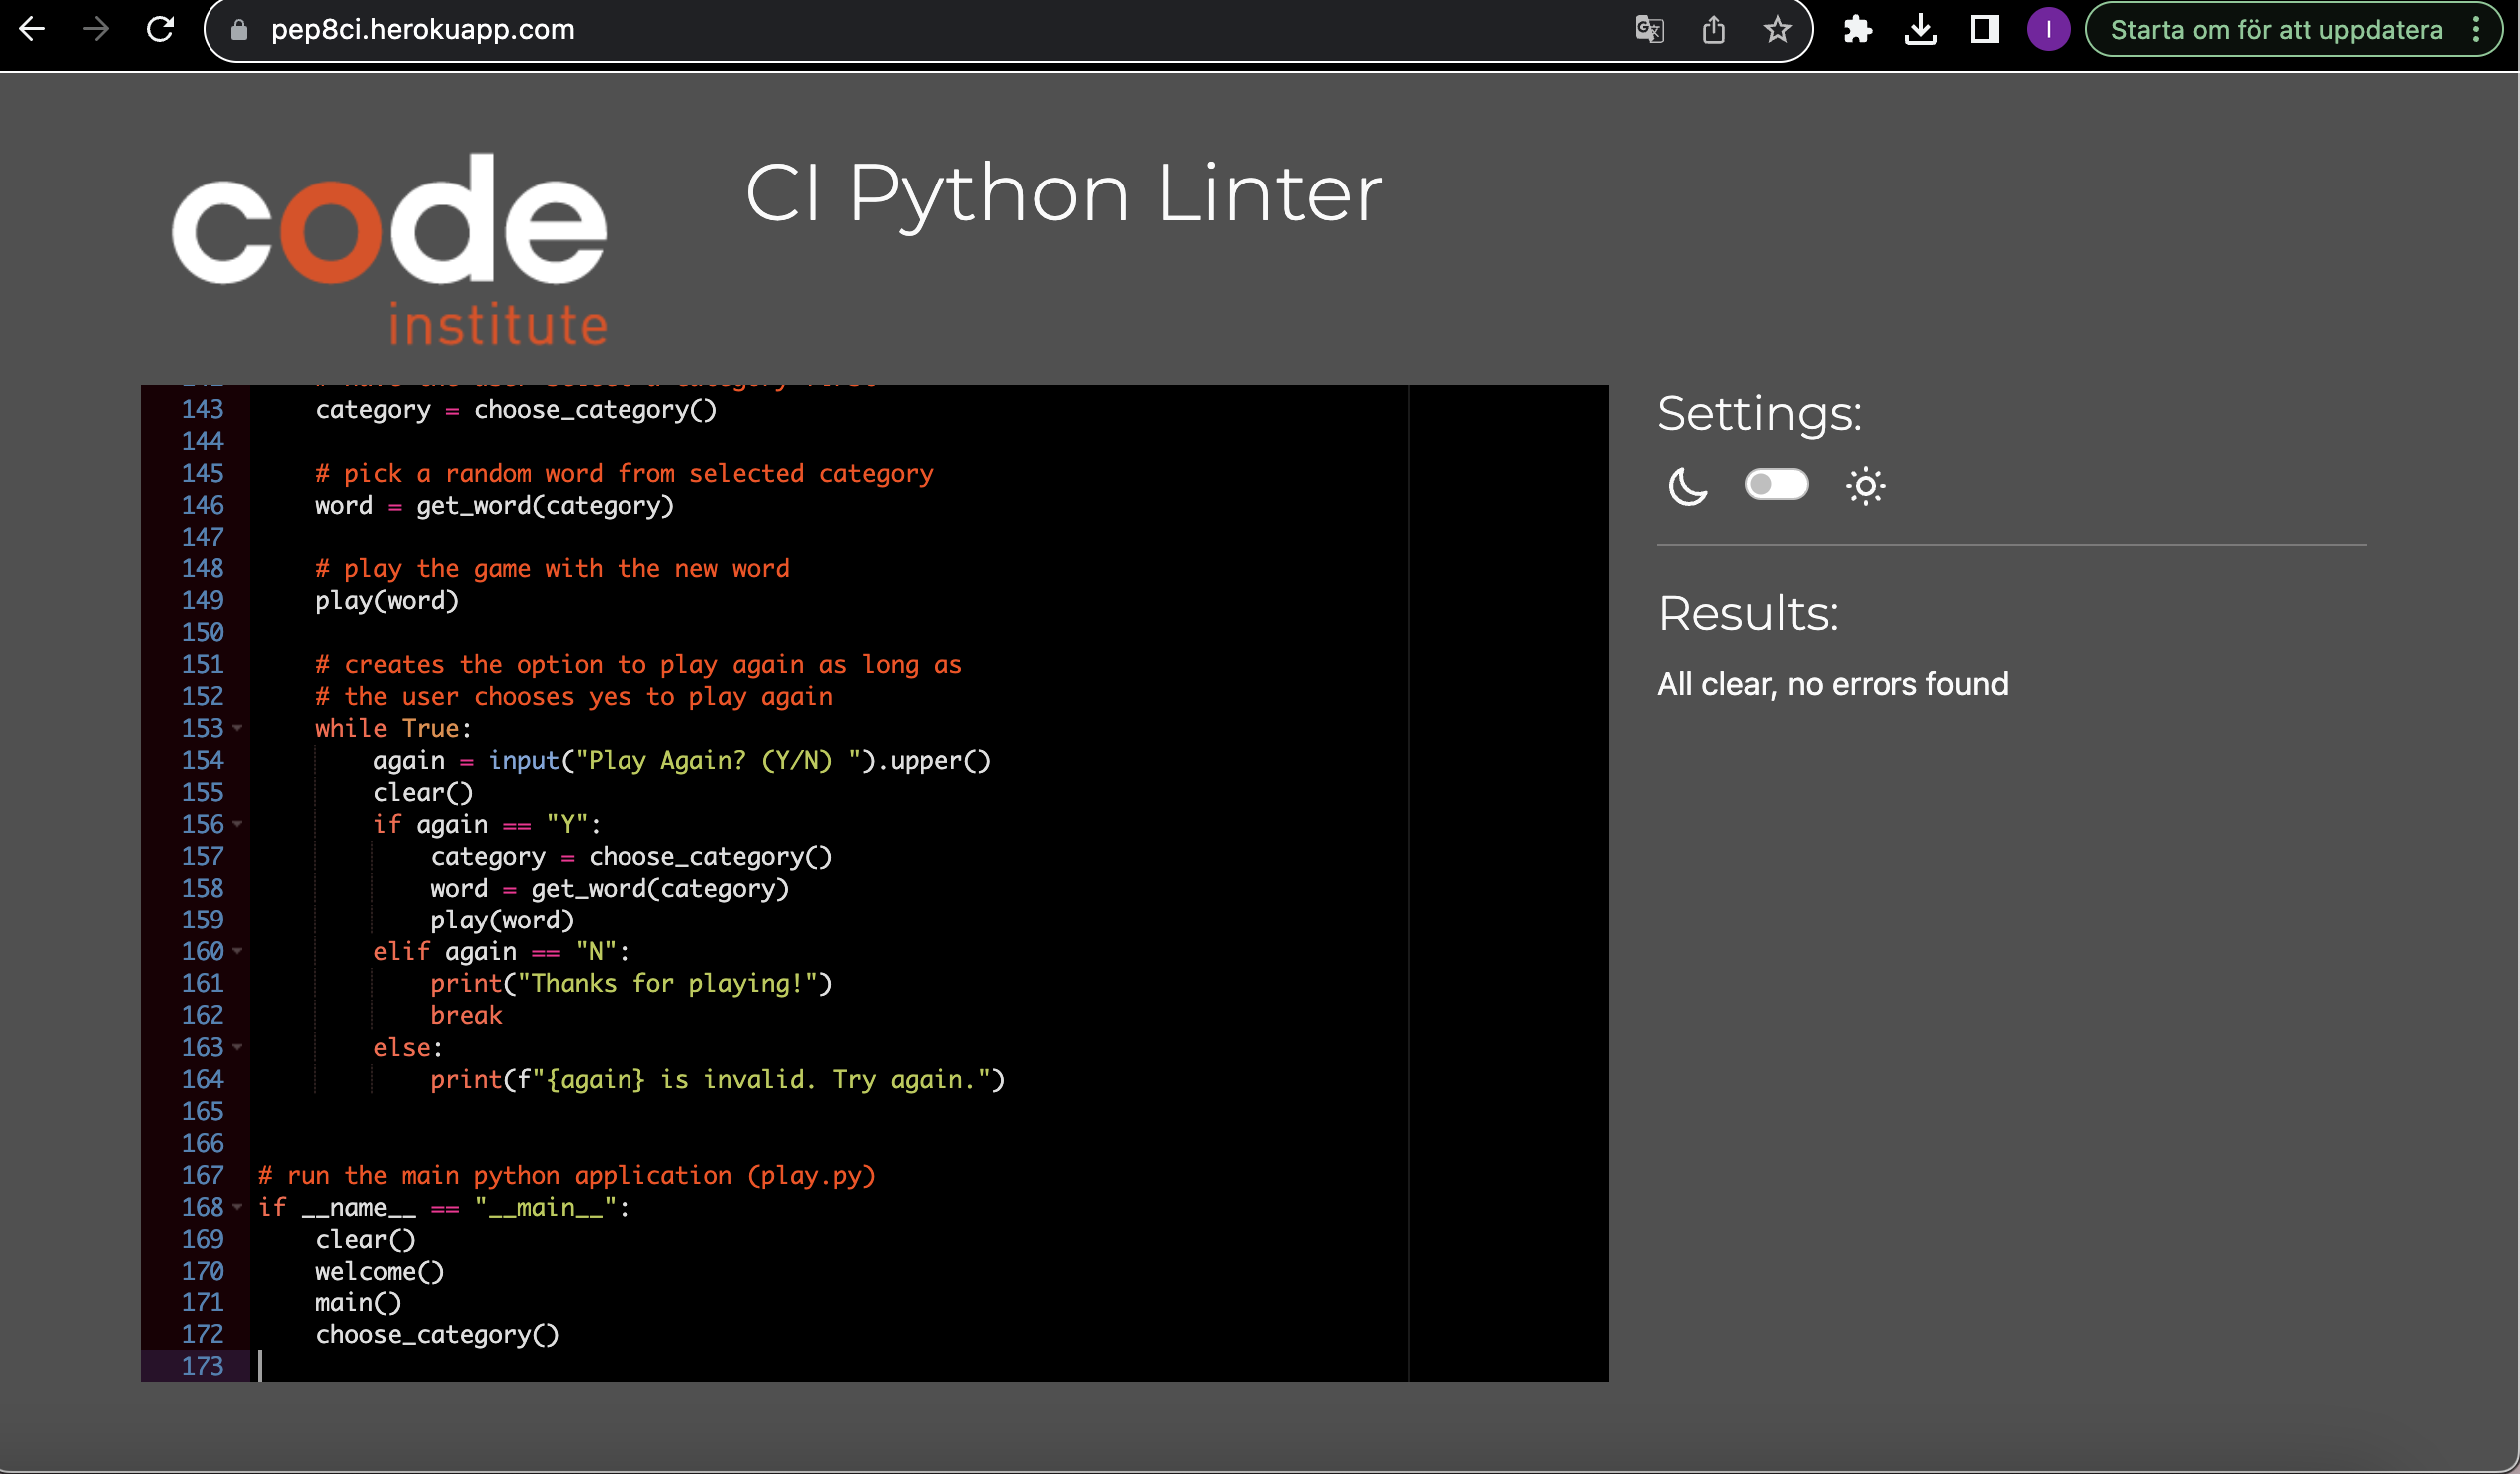 pep8ci.herokuapp.com
I
Starta om för att uppdatera
code
institute
CI Python Linter
143     category = choose_category()
144
145     # pick a random word from selected category
146     word = get_word(category)
147
148     # play the game with the new word
149     play(word)
150
151     # creates the option to play again as long as
152     # the user chooses yes to play again
153     while True:
154         again = input("Play Again? (Y/N) ").upper()
155         clear()
156         if again == "Y":
157             category = choose_category()
158             word = get_word(category)
159             play(word)
160         elif again == "N":
161             print("Thanks for playing!")
162             break
163         else:
164             print(f"{again} is invalid. Try again.")
165
166
167 # run the main python application (play.py)
168 if __name__ == "__main__":
169     clear()
170     welcome()
171     main()
172     choose_category()
173
Settings:
Results:
All clear, no errors found